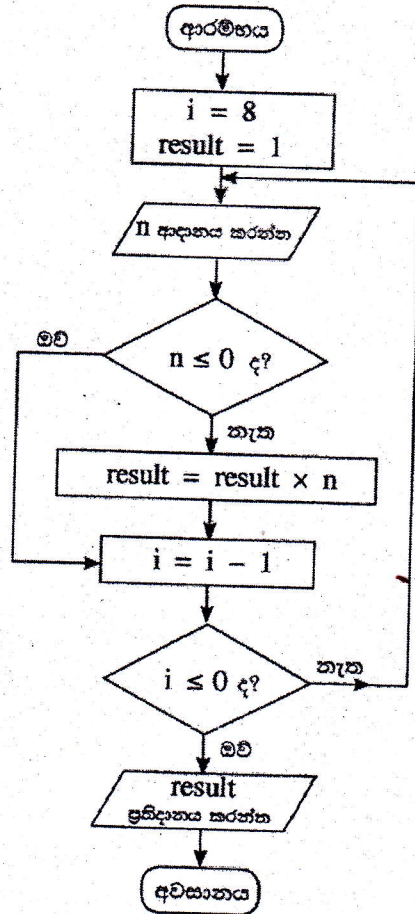 ආරම්භය
i = 8
result = 1
n ආදානය කරන්න
n ≤ 0 ද?
ඔව්
නැත
result = result × n
i = i − 1
i ≤ 0 ද?
නැත
ඔව්
result
ප්‍රතිදානය කරන්න
අවසානය